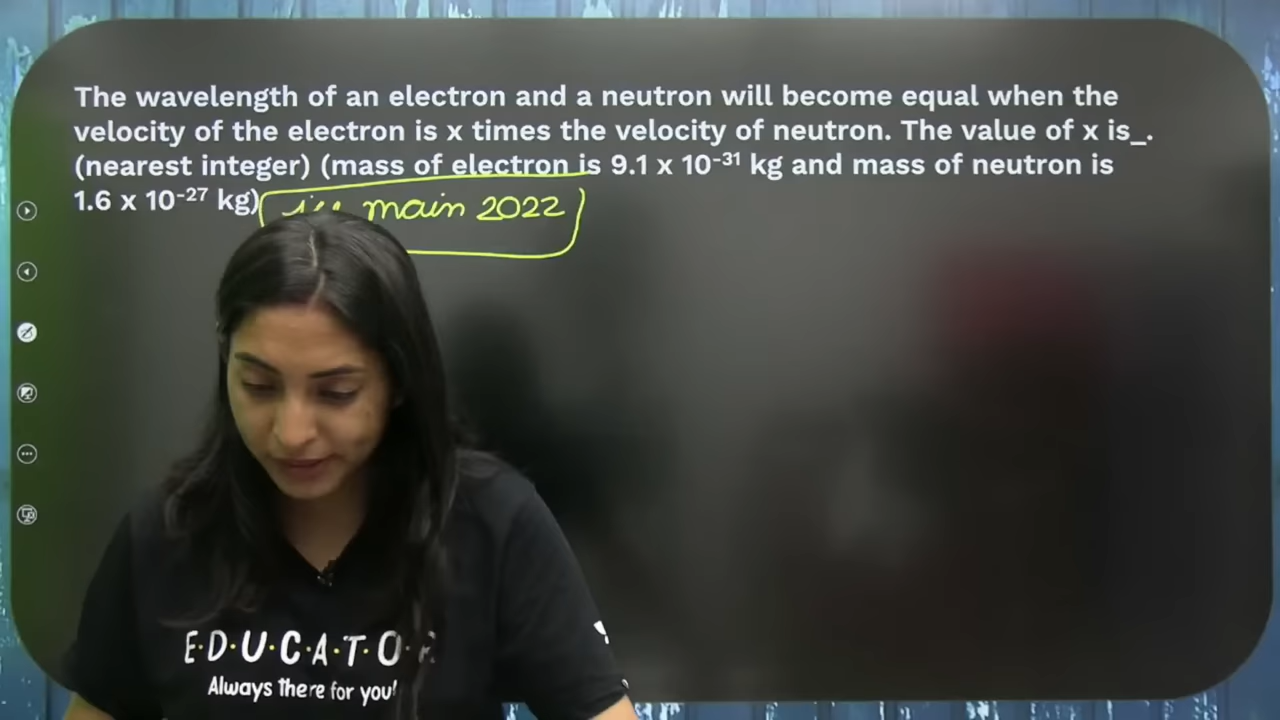 The wavelength of an electron and a neutron will become equal when the
velocity of the electron is x times the velocity of neutron. The value of x is_.
(nearest integer) (mass of electron is 9.1 x 10⁻³¹ kg and mass of neutron is
1.6 x 10⁻²⁷ kg)
main 2022
E·D·U·C·A·T·O·R
Always there for you!